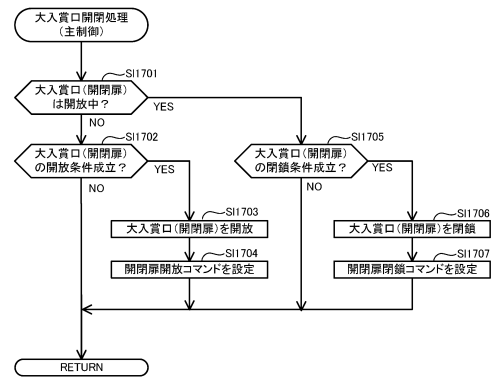 大入賞口開閉処理
（主制御）
SI1701
大入賞口（開閉扉）
は開放中？
YES
NO
SI1702
大入賞口（開閉扉）
の開放条件成立？
YES
NO
SI1705
大入賞口（開閉扉）
の閉鎖条件成立？
YES
NO
SI1703
大入賞口（開閉扉）を開放
SI1704
開閉扉開放コマンドを設定
SI1706
大入賞口（開閉扉）を閉鎖
SI1707
開閉扉閉鎖コマンドを設定
RETURN